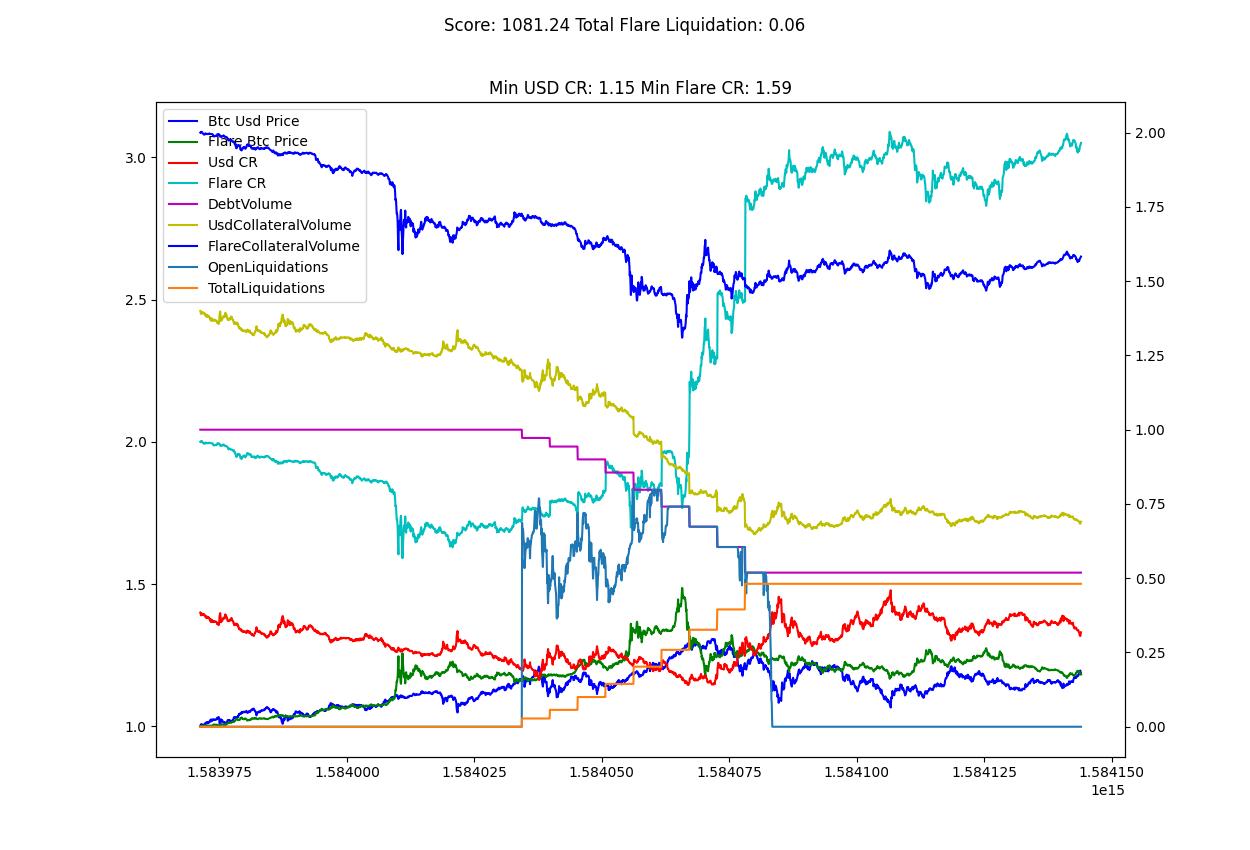 Score: 1081.24 Total Flare Liquidation: 0.06
Min USD CR: 1.15 Min Flare CR: 1.59
Btc Usd Price
Flare Btc Price
Usd CR
Flare CR
DebtVolume
UsdCollateralVolume
FlareCollateralVolume
OpenLiquidations
TotalLiquidations
3.0
2.5
2.0
1.5
1.0
2.00
1.75
1.50
1.25
1.00
0.75
0.50
0.25
0.00
1.583975 1.584000 1.584025 1.584050 1.584075 1.584100 1.584125 1.584150
1e15